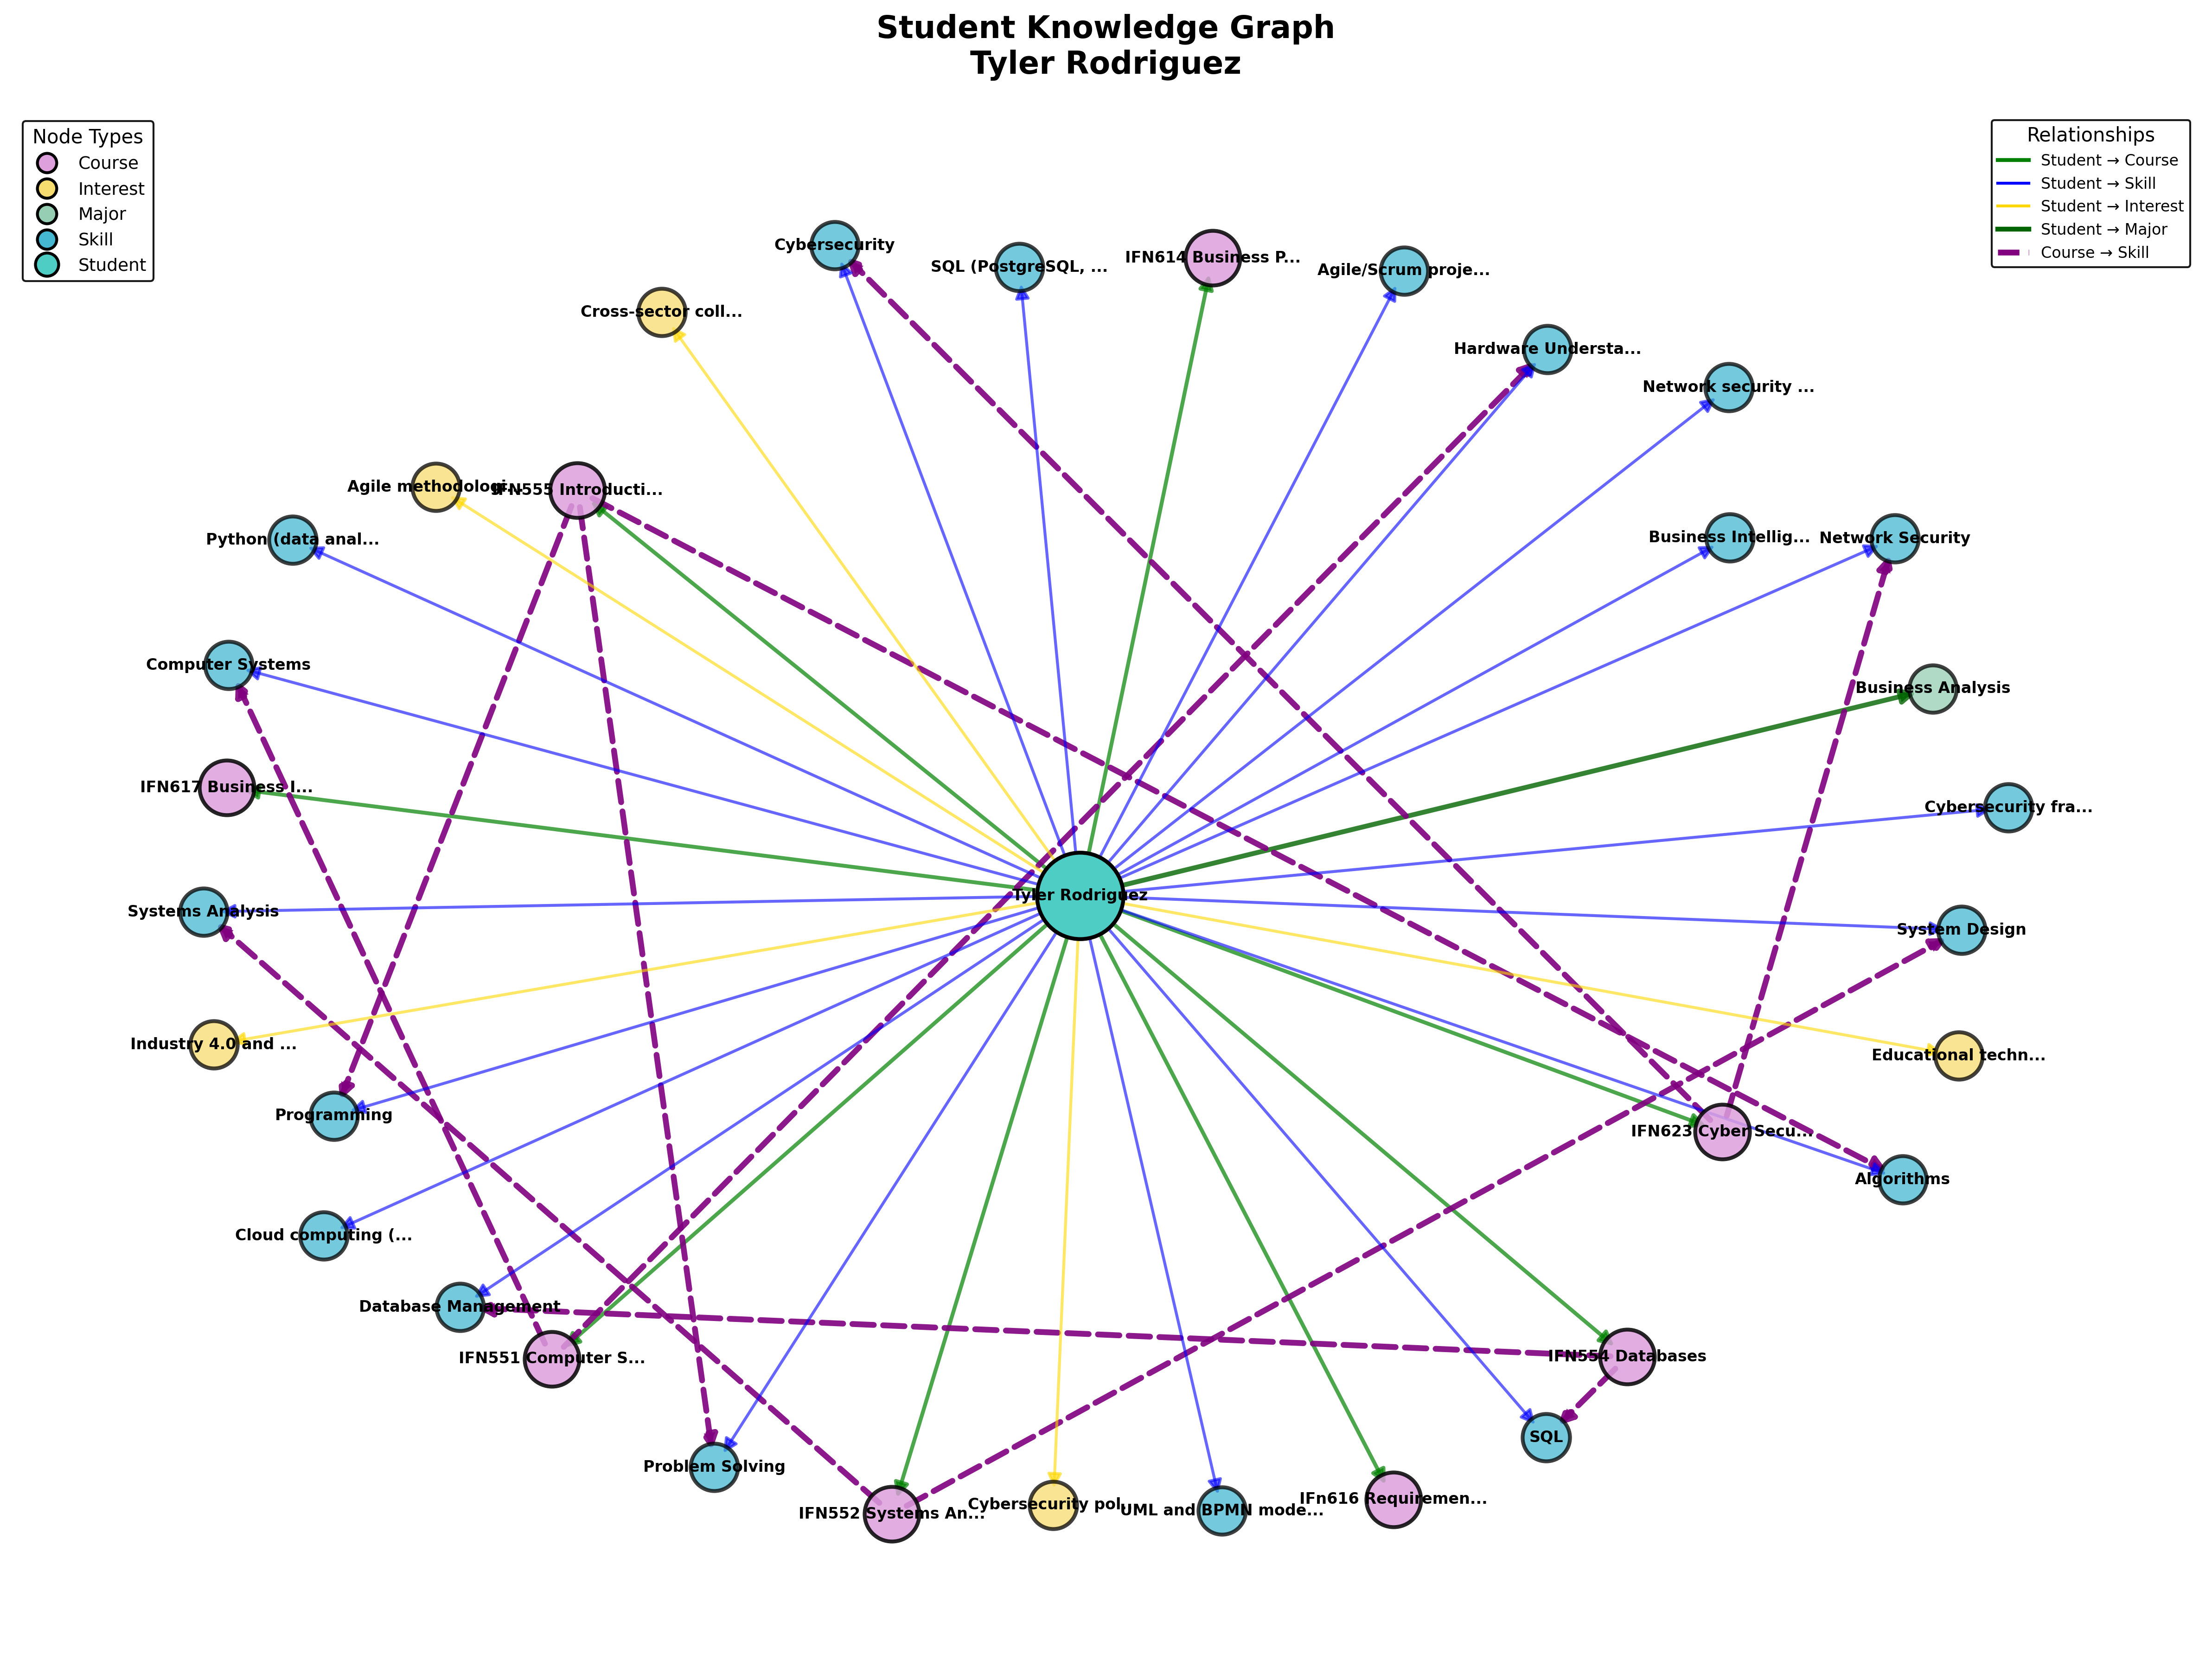 Student Knowledge Graph
Tyler Rodriguez
Node Types
Course
Interest
Major
Skill
Student
Relationships
Student → Course
Student → Skill
Student → Interest
Student → Major
Course → Skill
Cybersecurity
SQL (PostgreSQL, ...
IFN614 Business P...
Agile/Scrum proje...
Cross-sector coll...
Hardware Understa...
Network security ...
Agile methodologi...
IFN555 Introducti...
Python (data anal...
Business Intellig...
Network Security
Computer Systems
Business Analysis
IFN617 Business I...
Cybersecurity fra...
Tyler Rodriguez
Systems Analysis
System Design
Industry 4.0 and ...
Educational techn...
Programming
IFN623 Cyber Secu...
Algorithms
Cloud computing (...
Database Management
IFN551 Computer S...
IFN554 Databases
SQL
Problem Solving
IFN552 Systems An...
Cybersecurity pol...
UML and BPMN mode...
IFn616 Requiremen...